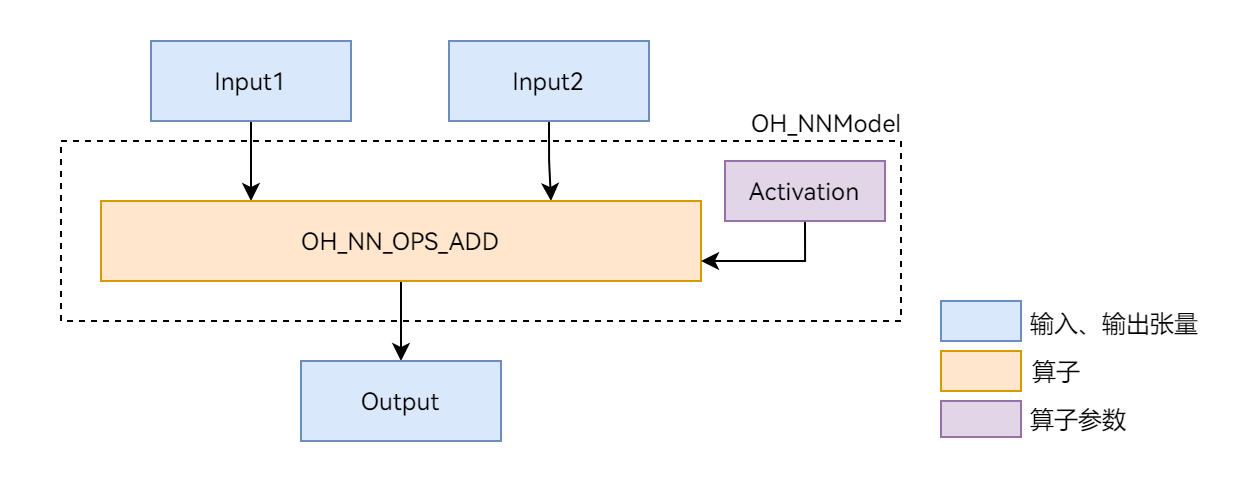 Input1
Input2
OH_NNModel
Activation
OH_NN_OPS_ADD
Output
输入、输出张量
算子
算子参数